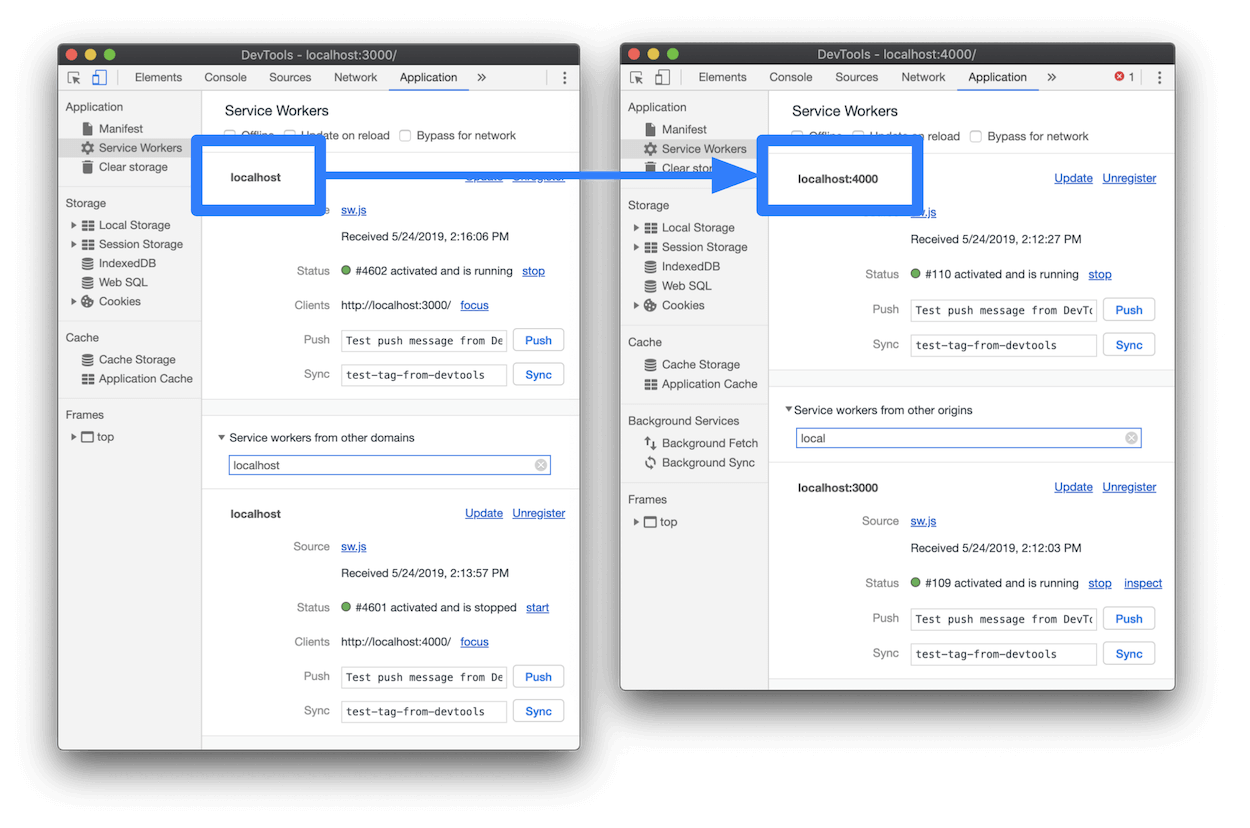 DevTools - localhost:3000/
Elements Console Sources Network Application »
Application
Manifest
Service Workers
Clear storage
Storage
Local Storage
Session Storage
IndexedDB
Web SQL
Cookies
Cache
Cache Storage
Application Cache
Frames
top
Service Workers
Offline Update on reload Bypass for network
localhost Update Unregister
sw.js
Received 5/24/2019, 2:16:06 PM
Status #4602 activated and is running stop
Clients http://localhost:3000/ focus
Push Test push message from De Push
Sync test-tag-from-devtools Sync
Service workers from other domains
localhost
localhost Update Unregister
Source sw.js
Received 5/24/2019, 2:13:57 PM
Status #4601 activated and is stopped start
Clients http://localhost:4000/ focus
Push Test push message from De Push
Sync test-tag-from-devtools Sync
DevTools - localhost:4000/
Elements Console Sources Network Application » 1
Application
Manifest
Service Workers
Clear stor
Storage
Local Storage
Session Storage
IndexedDB
Web SQL
Cookies
Cache
Cache Storage
Application Cache
Background Services
Background Fetch
Background Sync
Frames
top
Service Workers
Offline Update on reload Bypass for network
localhost:4000 Update Unregister
sw.js
Received 5/24/2019, 2:12:27 PM
Status #110 activated and is running stop
Push Test push message from DevTo Push
Sync test-tag-from-devtools Sync
Service workers from other origins
local
localhost:3000 Update Unregister
Source sw.js
Received 5/24/2019, 2:12:03 PM
Status #109 activated and is running stop inspect
Push Test push message from DevTo Push
Sync test-tag-from-devtools Sync